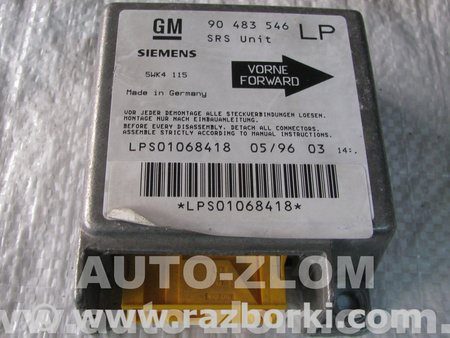 GM
90 483 546 LP
SRS Unit
SIEMENS
5WK4 115
VORNE
FORWARD
Made in Germany
VOR JEDER DEMONTAGE ALLE STECKVERBINDUNGEN LOESEN.
MONTAGE NUR NACH EINBAUANLEITUNG.
BEFORE EVERY DISASSEMBLY, DETACH ALL CONNECTORS.
ASSEMBLE STRICTLY ACCORDING TO MANUAL INSTRUCTIONS.
LPS01068418 05/96 03 14:.
*LPS01068418*
AUTO-ZLOM
www.razborki.com